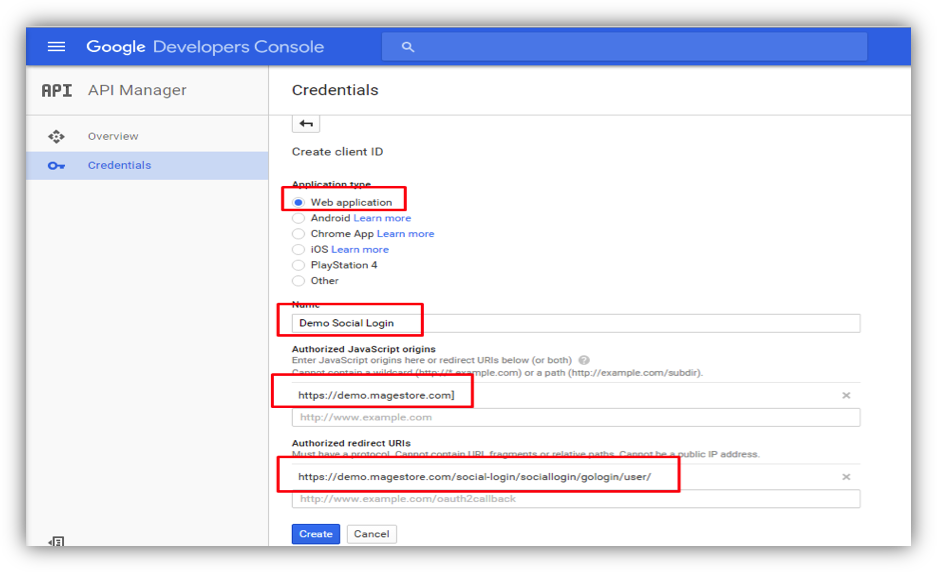 Google Developers Console
API API Manager
Credentials
Overview
Credentials
Create client ID
Application type
Web application
Android Learn more
Chrome App Learn more
iOS Learn more
PlayStation 4
Other
Name
Demo Social Login
Authorized JavaScript origins
Enter JavaScript origins here or redirect URIs below (or both) ?
Cannot contain a wildcard (http://*.example.com) or a path (http://example.com/subdir).
https://demo.magestore.com]
http://www.example.com
Authorized redirect URIs
Must have a protocol. Cannot contain URL fragments or relative paths. Cannot be a public IP address.
https://demo.magestore.com/social-login/sociallogin/gologin/user/
http://www.example.com/oauth2callback
Create Cancel